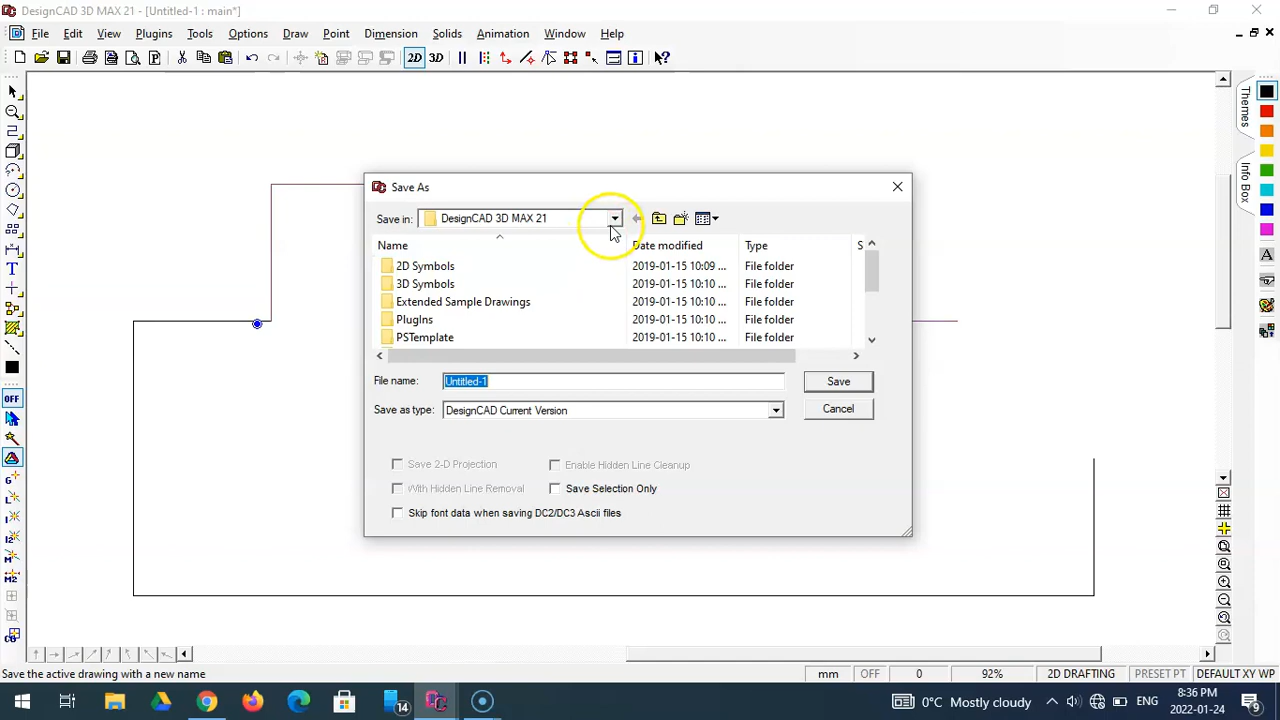 DesignCAD 3D MAX 21 - [Untitled-1 : main*]
File Edit View Plugins Tools Options Draw Point Dimension Solids Animation Window Help
2D 3D
Themes
Info Box
Save As
Save in: DesignCAD 3D MAX 21
Name Date modified Type S
2D Symbols 2019-01-15 10:09 ... File folder
3D Symbols 2019-01-15 10:10 ... File folder
Extended Sample Drawings 2019-01-15 10:10 ... File folder
PlugIns 2019-01-15 10:10 ... File folder
PSTemplate 2019-01-15 10:10 ... File folder
File name: Untitled-1 Save
Save as type: DesignCAD Current Version Cancel
Save 2-D Projection Enable Hidden Line Cleanup
With Hidden Line Removal Save Selection Only
Skip font data when saving DC2/DC3 Ascii files
OFF
Save the active drawing with a new name mm OFF 0 92% 2D DRAFTING PRESET PT DEFAULT XY WP
14 0°C Mostly cloudy ENG 8:36 PM
2022-01-24 9